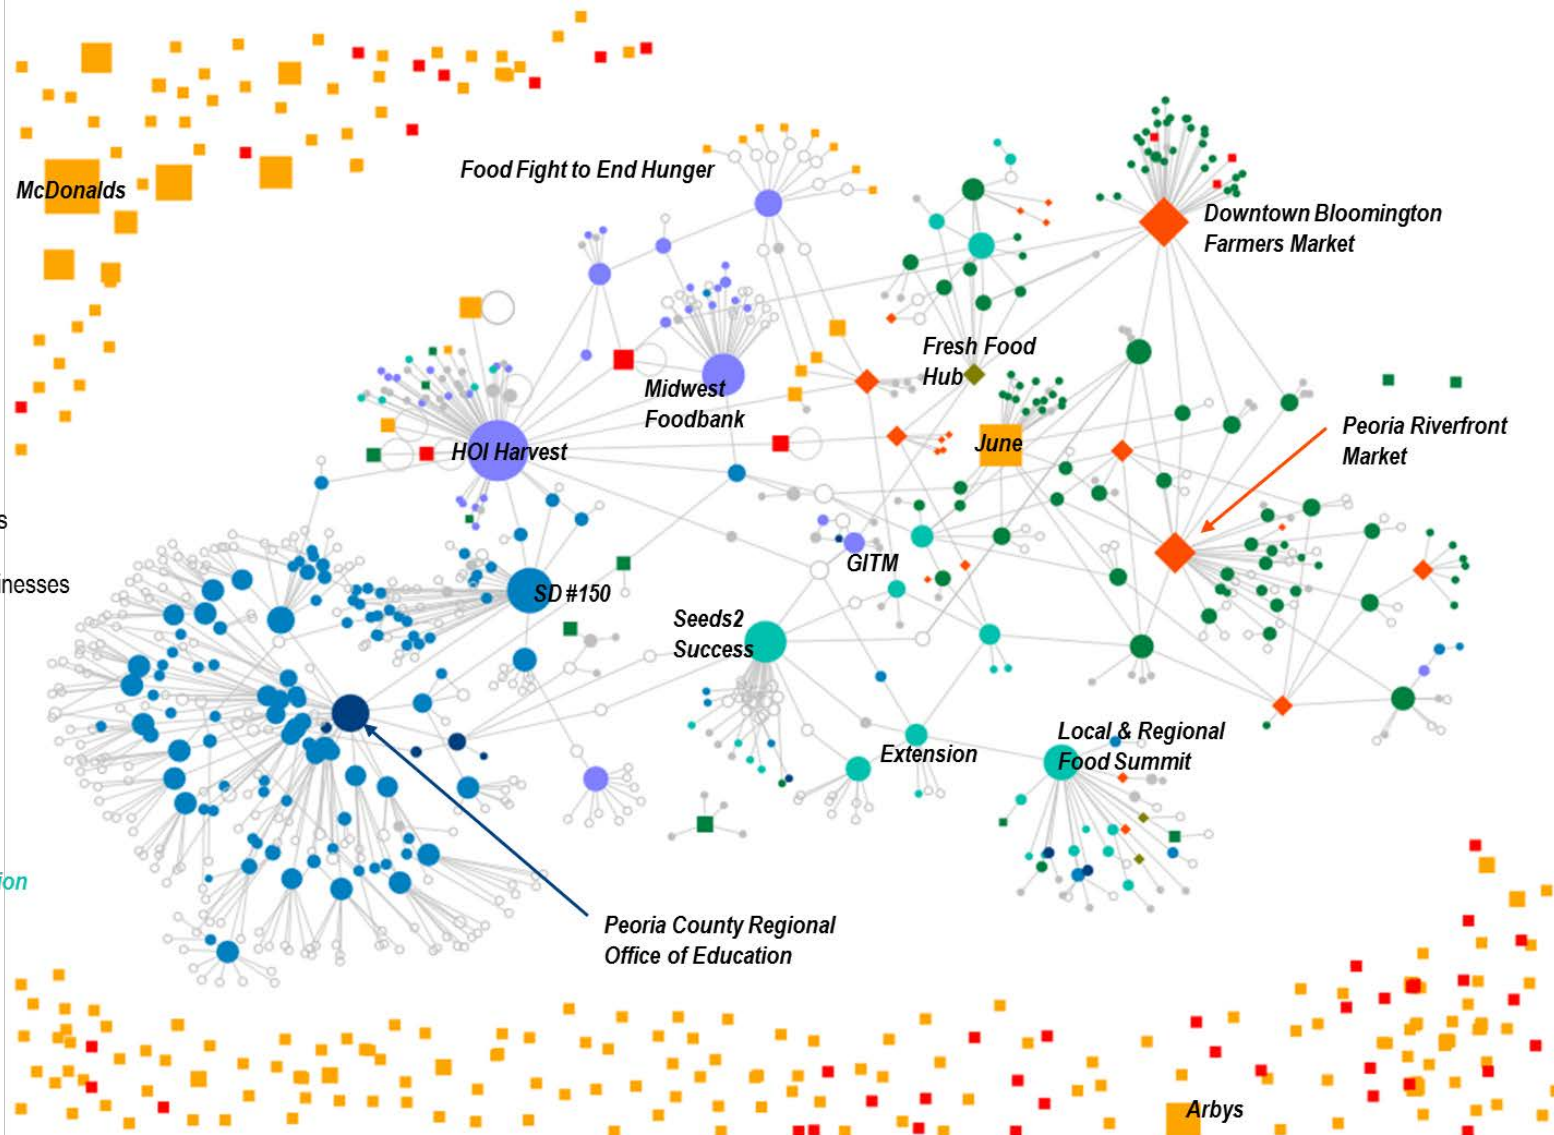 McDonalds
Food Fight to End Hunger
Downtown Bloomington
Farmers Market
Fresh Food
Hub
Midwest
Foodbank
June
Peoria Riverfront
Market
HOI Harvest
s
inesses
GITM
SD #150
Seeds2
Success
Local & Regional
Food Summit
Extension
ion
Peoria County Regional
Office of Education
Arbys